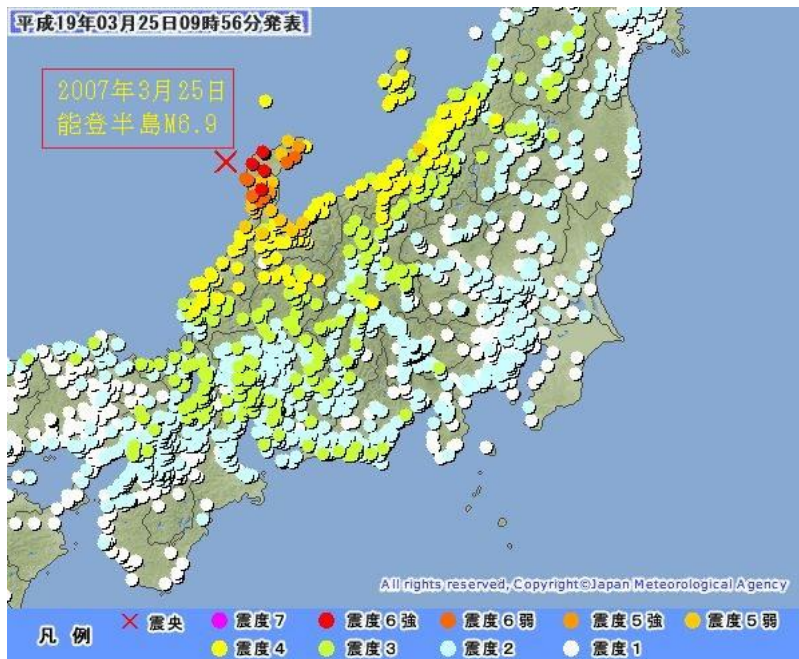 平成19年03月25日09時56分発表
2007年3月25日
能登半島M6.9
All rights reserved, Copyright©Japan Meteorological Agency
凡 例 震央 震度7 震度6強 震度6弱 震度5強 震度5弱
震度4 震度3 震度2 震度1